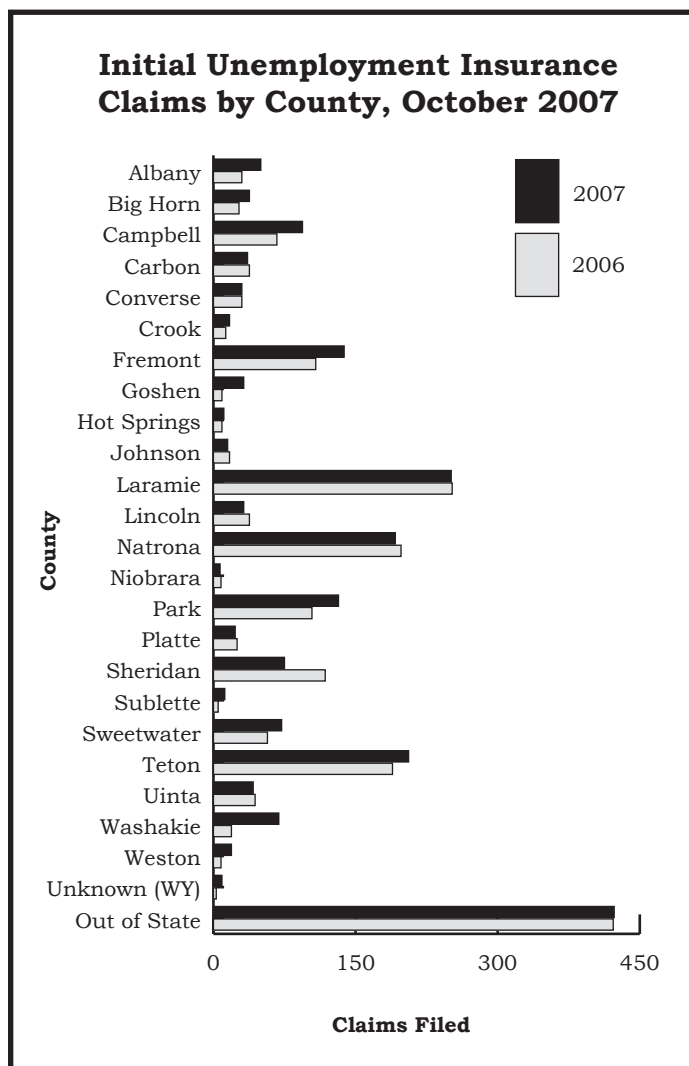 Initial Unemployment Insurance
Claims by County, October 2007
2007
2006
County
Albany
Big Horn
Campbell
Carbon
Converse
Crook
Fremont
Goshen
Hot Springs
Johnson
Laramie
Lincoln
Natrona
Niobrara
Park
Platte
Sheridan
Sublette
Sweetwater
Teton
Uinta
Washakie
Weston
Unknown (WY)
Out of State
0 150 300 450
Claims Filed